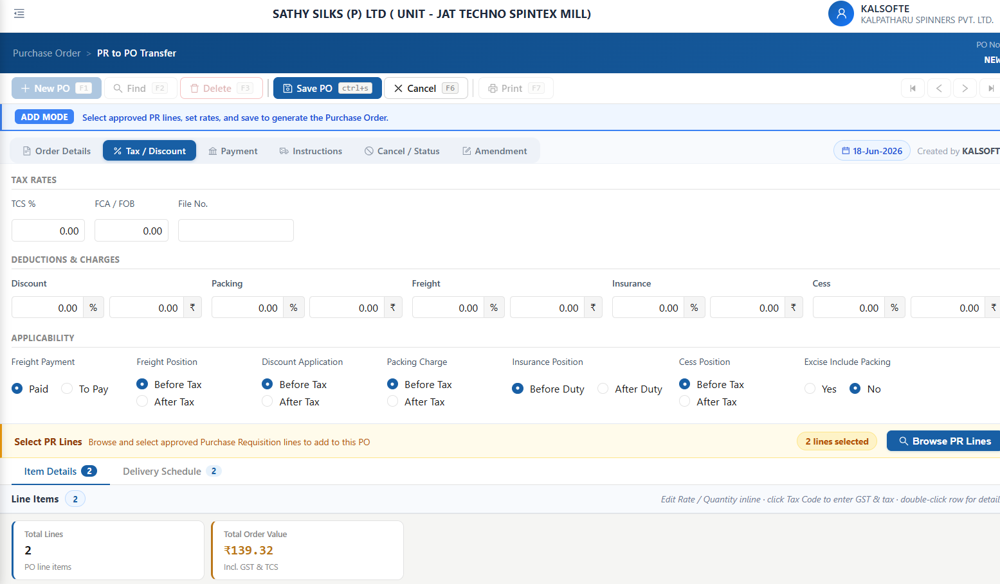 SATHY SILKS (P) LTD ( UNIT - JAT TECHNO SPINTEX MILL)
KALSOFTE
KALPATHARU SPINNERS PVT. LTD.
Purchase Order > PR to PO Transfer
PO No
NEW
New PO F1 Find F2 Delete F3 Save PO ctrl+s Cancel F6 Print F7
ADD MODE Select approved PR lines, set rates, and save to generate the Purchase Order.
Order Details % Tax / Discount Payment Instructions Cancel / Status Amendment 18-Jun-2026 Created by KALSOFT
TAX RATES
TCS % FCA / FOB File No.
0.00 0.00
DEDUCTIONS & CHARGES
Discount Packing Freight Insurance Cess
0.00 % 0.00 ₹ 0.00 % 0.00 ₹ 0.00 % 0.00 ₹ 0.00 % 0.00 ₹ 0.00 % 0.00 ₹
APPLICABILITY
Freight Payment Freight Position Discount Application Packing Charge Insurance Position Cess Position Excise Include Packing
Paid To Pay Before Tax Before Tax Before Tax Before Duty After Duty Before Tax Yes No
After Tax After Tax After Tax After Tax
Select PR Lines Browse and select approved Purchase Requisition lines to add to this PO 2 lines selected Browse PR Lines
Item Details 2 Delivery Schedule 2
Line Items 2 Edit Rate / Quantity inline · click Tax Code to enter GST & tax · double-click row for detail
Total Lines Total Order Value
2 ₹139.32
PO line items Incl. GST & TCS